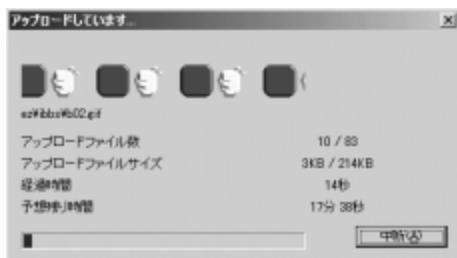 アップロードしています...
ez¥ibbs¥b02.gif
アップロードファイル数 10 / 83
アップロードファイルサイズ 3KB / 214KB
経過時間 14秒
予想残り時間 17分 38秒
中断(A)